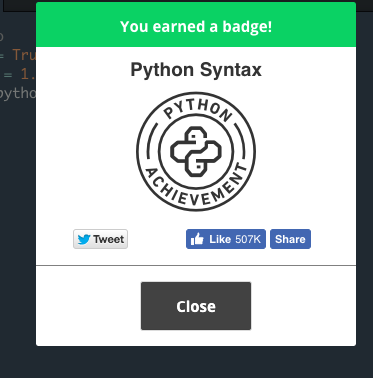 You earned a badge!
= Tru
Python Syntax
= 1.
pytho
PYTHON
ACHIEVEMENT
Tweet
Like 507K
Share
Close